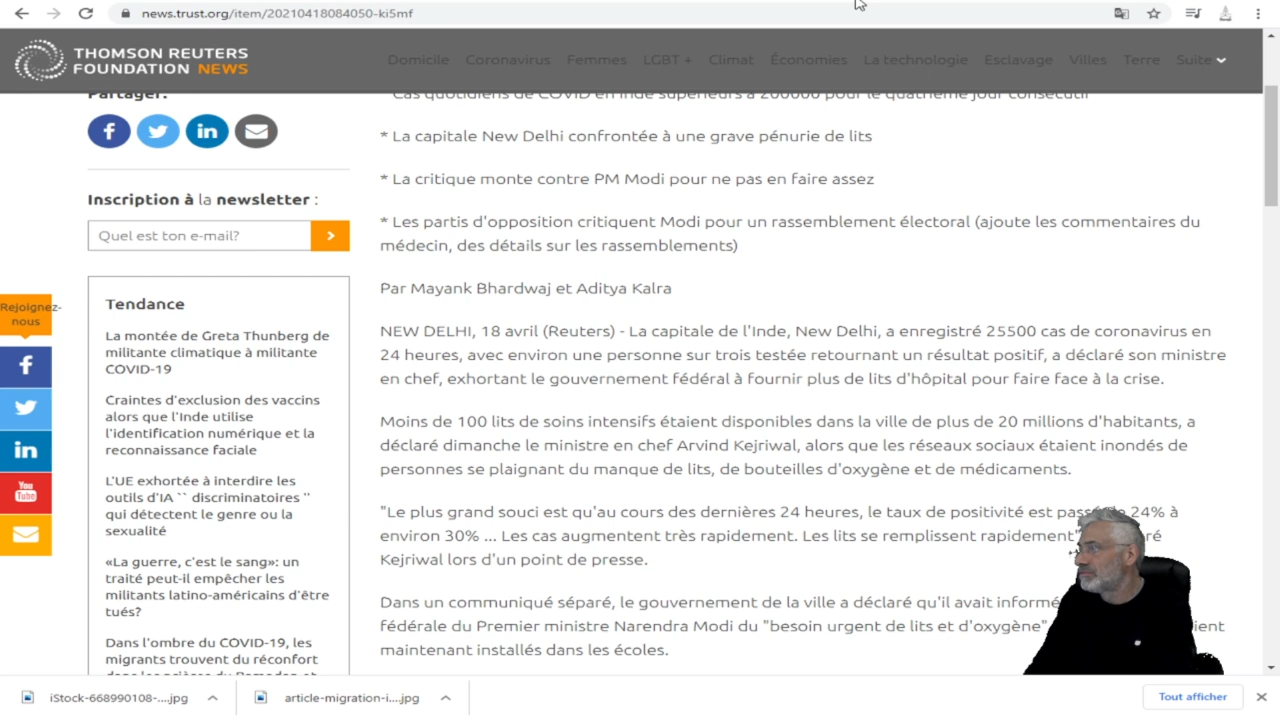 news.trust.org/item/20210418084050-ki5mf
THOMSON REUTERS
FOUNDATION NEWS
Domicile Coronavirus Femmes LGBT + Climat Économies La technologie Esclavage Villes Terre Suite
Partager:
* Cas quotidiens de COVID en Inde supérieurs à 200000 pour le quatrième jour consécutif
* La capitale New Delhi confrontée à une grave pénurie de lits
* La critique monte contre PM Modi pour ne pas en faire assez
* Les partis d'opposition critiquent Modi pour un rassemblement électoral (ajoute les commentaires du
médecin, des détails sur les rassemblements)
Par Mayank Bhardwaj et Aditya Kalra
NEW DELHI, 18 avril (Reuters) - La capitale de l'Inde, New Delhi, a enregistré 25500 cas de coronavirus en
24 heures, avec environ une personne sur trois testée retournant un résultat positif, a déclaré son ministre
en chef, exhortant le gouvernement fédéral à fournir plus de lits d'hôpital pour faire face à la crise.
Moins de 100 lits de soins intensifs étaient disponibles dans la ville de plus de 20 millions d'habitants, a
déclaré dimanche le ministre en chef Arvind Kejriwal, alors que les réseaux sociaux étaient inondés de
personnes se plaignant du manque de lits, de bouteilles d'oxygène et de médicaments.
"Le plus grand souci est qu'au cours des dernières 24 heures, le taux de positivité est passé de 24% à
environ 30% ... Les cas augmentent très rapidement. Les lits se remplissent rapidement"
Kejriwal lors d'un point de presse.
Dans un communiqué séparé, le gouvernement de la ville a déclaré qu'il avait informé
fédérale du Premier ministre Narendra Modi du "besoin urgent de lits et d'oxygène",
maintenant installés dans les écoles.
Inscription à la newsletter :
Quel est ton e-mail?
Tendance
La montée de Greta Thunberg de
militante climatique à militante
COVID-19
Craintes d'exclusion des vaccins
alors que l'Inde utilise
l'identification numérique et la
reconnaissance faciale
L'UE exhortée à interdire les
outils d'IA `` discriminatoires ''
qui détectent le genre ou la
sexualité
«La guerre, c'est le sang»: un
traité peut-il empêcher les
militants latino-américains d'être
tués?
Dans l'ombre du COVID-19, les
migrants trouvent du réconfort
Rejoignez-
nous
You
Tube
iStock-668990108-....jpg
article-migration-i....jpg
Tout afficher